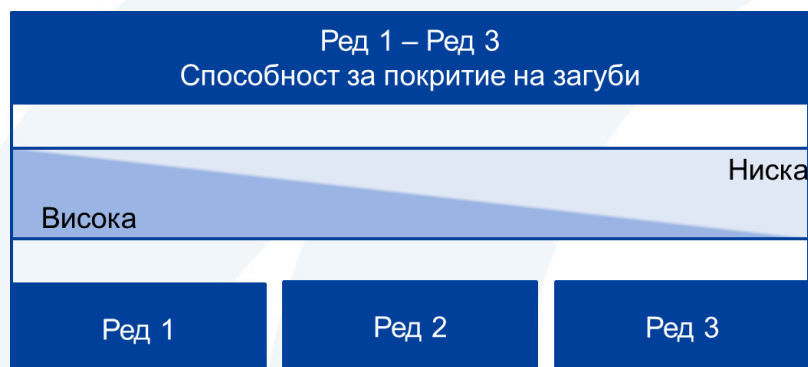 Ред 1 – Ред 3
Способност за покритие на загуби
Ниска
Висока
Ред 1
Ред 2
Ред 3